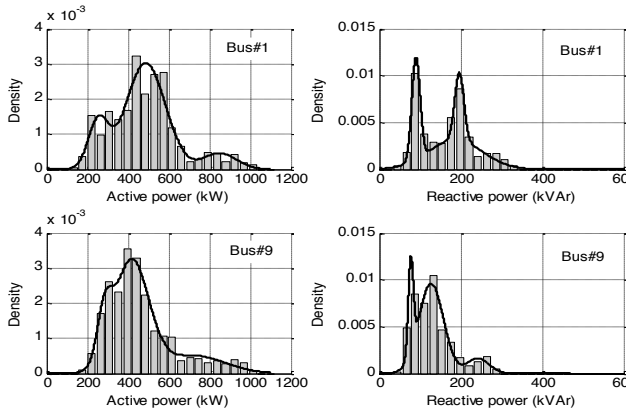 x 10⁻³
4
3
2
1
0
Density
Bus#1
0 200 400 600 800 1000 1200
Active power (kW)
0.015
0.01
0.005
0
Density
Bus#1
0 200 400 60
Reactive power (kVAr)
x 10⁻³
4
3
2
1
0
Density
Bus#9
0 200 400 600 800 1000 1200
Active power (kW)
0.015
0.01
0.005
0
Density
Bus#9
0 200 400 60
Reactive power (kVAr)